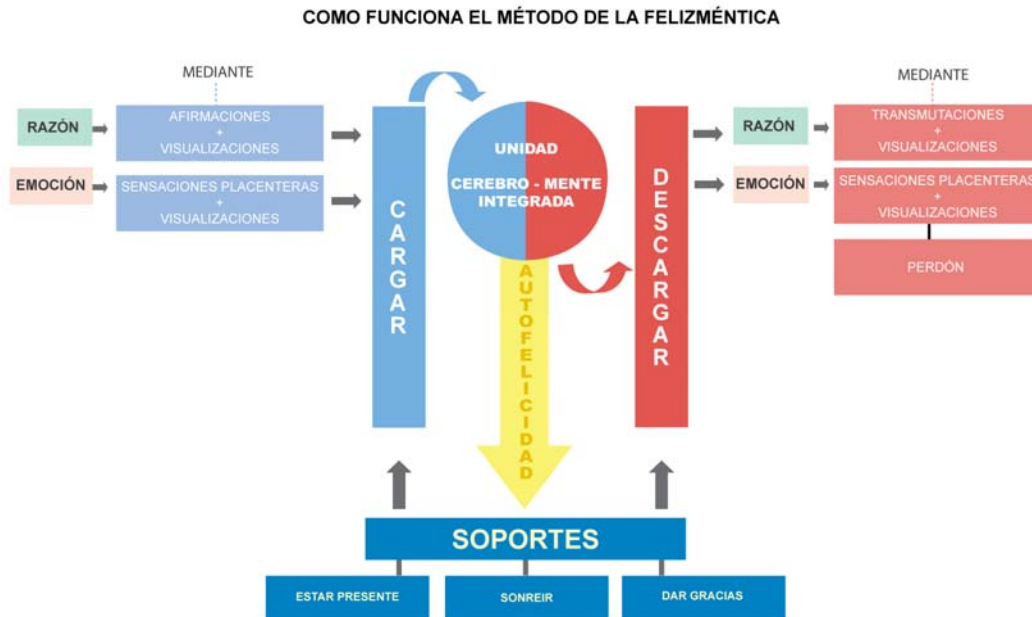 COMO FUNCIONA EL MÉTODO DE LA FELIZMÉNTICA
MEDIANTE
RAZÓN
AFIRMACIONES
+
VISUALIZACIONES
EMOCIÓN
SENSACIONES PLACENTERAS
+
VISUALIZACIONES
CARGAR
UNIDAD
CEREBRO - MENTE
INTEGRADA
AUTOFELICIDAD
DESCARGAR
MEDIANTE
RAZÓN
TRANSMUTACIONES
+
VISUALIZACIONES
EMOCIÓN
SENSACIONES PLACENTERAS
+
VISUALIZACIONES
PERDÓN
SOPORTES
ESTAR PRESENTE
SONREIR
DAR GRACIAS